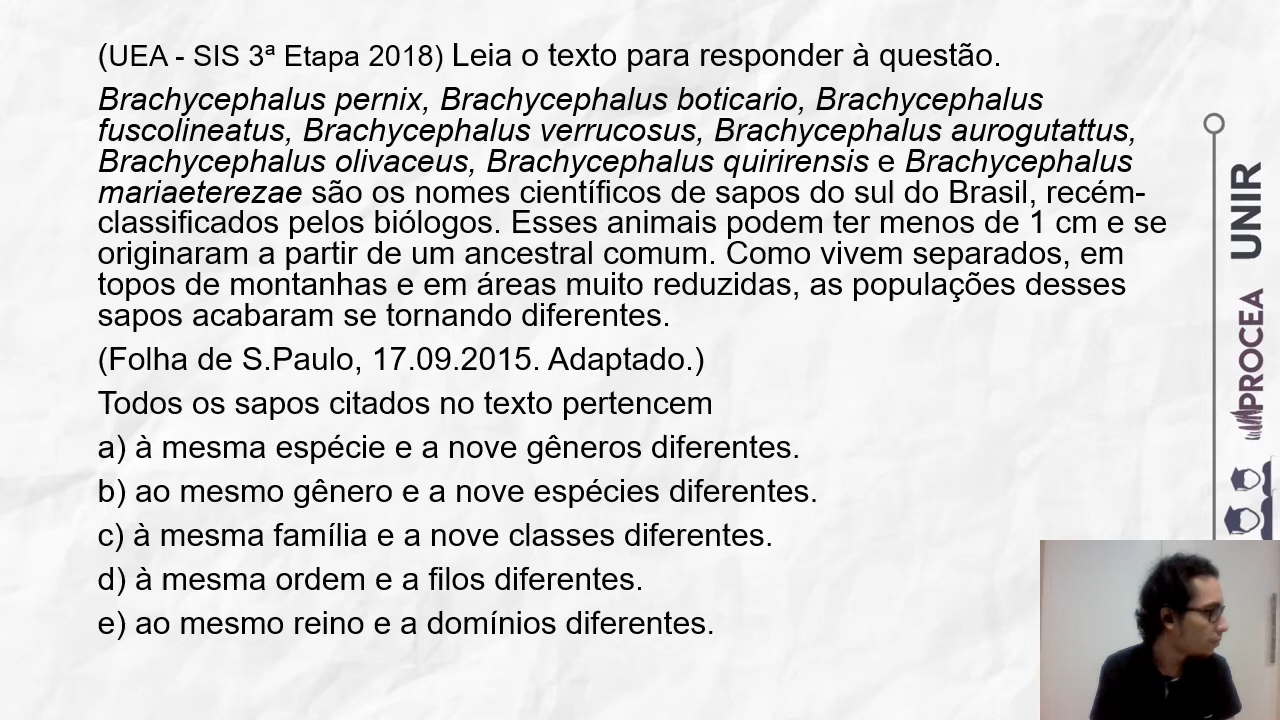 (UEA - SIS 3ª Etapa 2018) Leia o texto para responder à questão.
Brachycephalus pernix, Brachycephalus boticario, Brachycephalus
fuscolineatus, Brachycephalus verrucosus, Brachycephalus aurogutattus,
Brachycephalus olivaceus, Brachycephalus quirirensis e Brachycephalus
mariaeterezae são os nomes científicos de sapos do sul do Brasil, recém-
classificados pelos biólogos. Esses animais podem ter menos de 1 cm e se
originaram a partir de um ancestral comum. Como vivem separados, em
topos de montanhas e em áreas muito reduzidas, as populações desses
sapos acabaram se tornando diferentes.
(Folha de S.Paulo, 17.09.2015. Adaptado.)
Todos os sapos citados no texto pertencem
a) à mesma espécie e a nove gêneros diferentes.
b) ao mesmo gênero e a nove espécies diferentes.
c) à mesma família e a nove classes diferentes.
d) à mesma ordem e a filos diferentes.
e) ao mesmo reino e a domínios diferentes.
UNIR
PROCEA